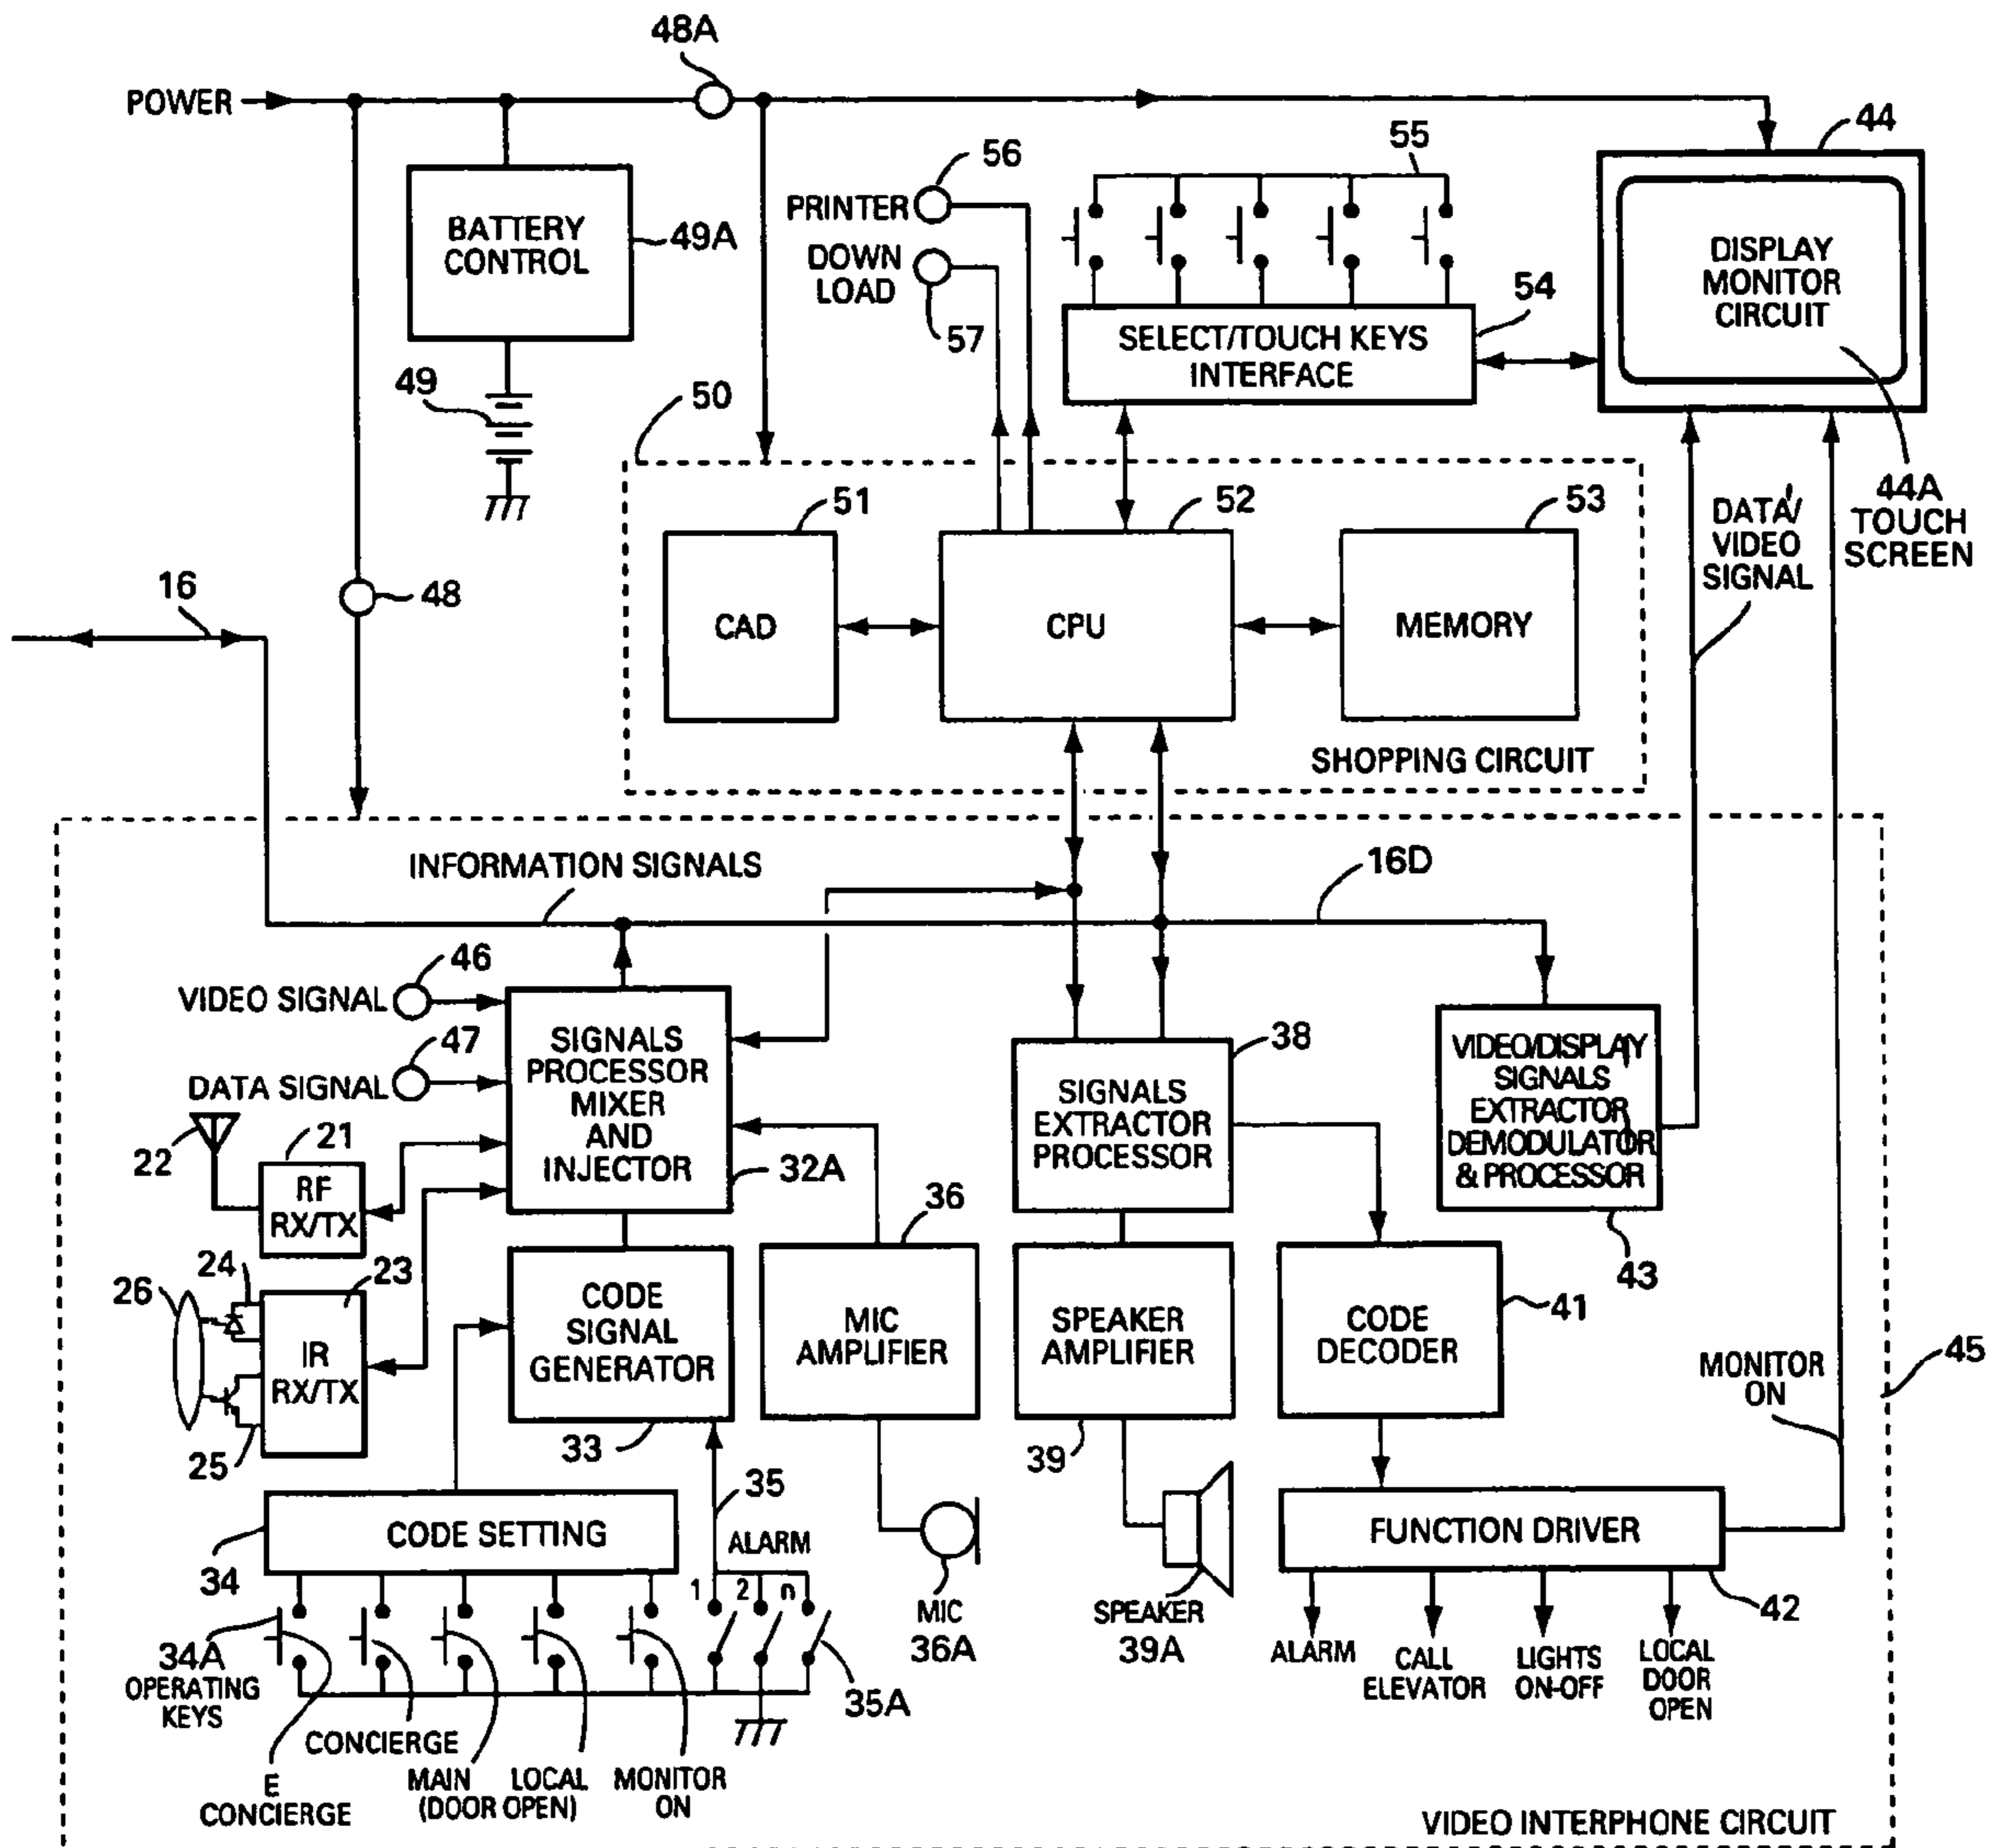 48A
POWER
44
55
56
PRINTER
BATTERY
CONTROL
49A
DOWN
LOAD
57
DISPLAY
MONITOR
CIRCUIT
54
SELECT/TOUCH KEYS
INTERFACE
49
50
51
52
53
44A
TOUCH
SCREEN
DATA/
VIDEO
SIGNAL
16
48
CAD
CPU
MEMORY
SHOPPING CIRCUIT
INFORMATION SIGNALS
16D
46
VIDEO SIGNAL
47
DATA SIGNAL
SIGNALS
PROCESSOR
MIXER
AND
INJECTOR
32A
38
SIGNALS
EXTRACTOR
PROCESSOR
VIDEO/DISPLAY
SIGNALS
EXTRACTOR
DEMODULATOR
& PROCESSOR
43
22
21
RF
RX/TX
36
26
24
23
IR
RX/TX
25
CODE
SIGNAL
GENERATOR
33
MIC
AMPLIFIER
SPEAKER
AMPLIFIER
39
CODE
DECODER
41
MONITOR
ON
45
35
CODE SETTING
34
ALARM
1 2 n
FUNCTION DRIVER
42
34A
OPERATING
KEYS
35A
MIC
36A
SPEAKER
39A
ALARM
CALL
ELEVATOR
LIGHTS
ON-OFF
LOCAL
DOOR
OPEN
E
CONCIERGE
CONCIERGE
MAIN LOCAL
(DOOR OPEN)
MONITOR
ON
VIDEO INTERPHONE CIRCUIT